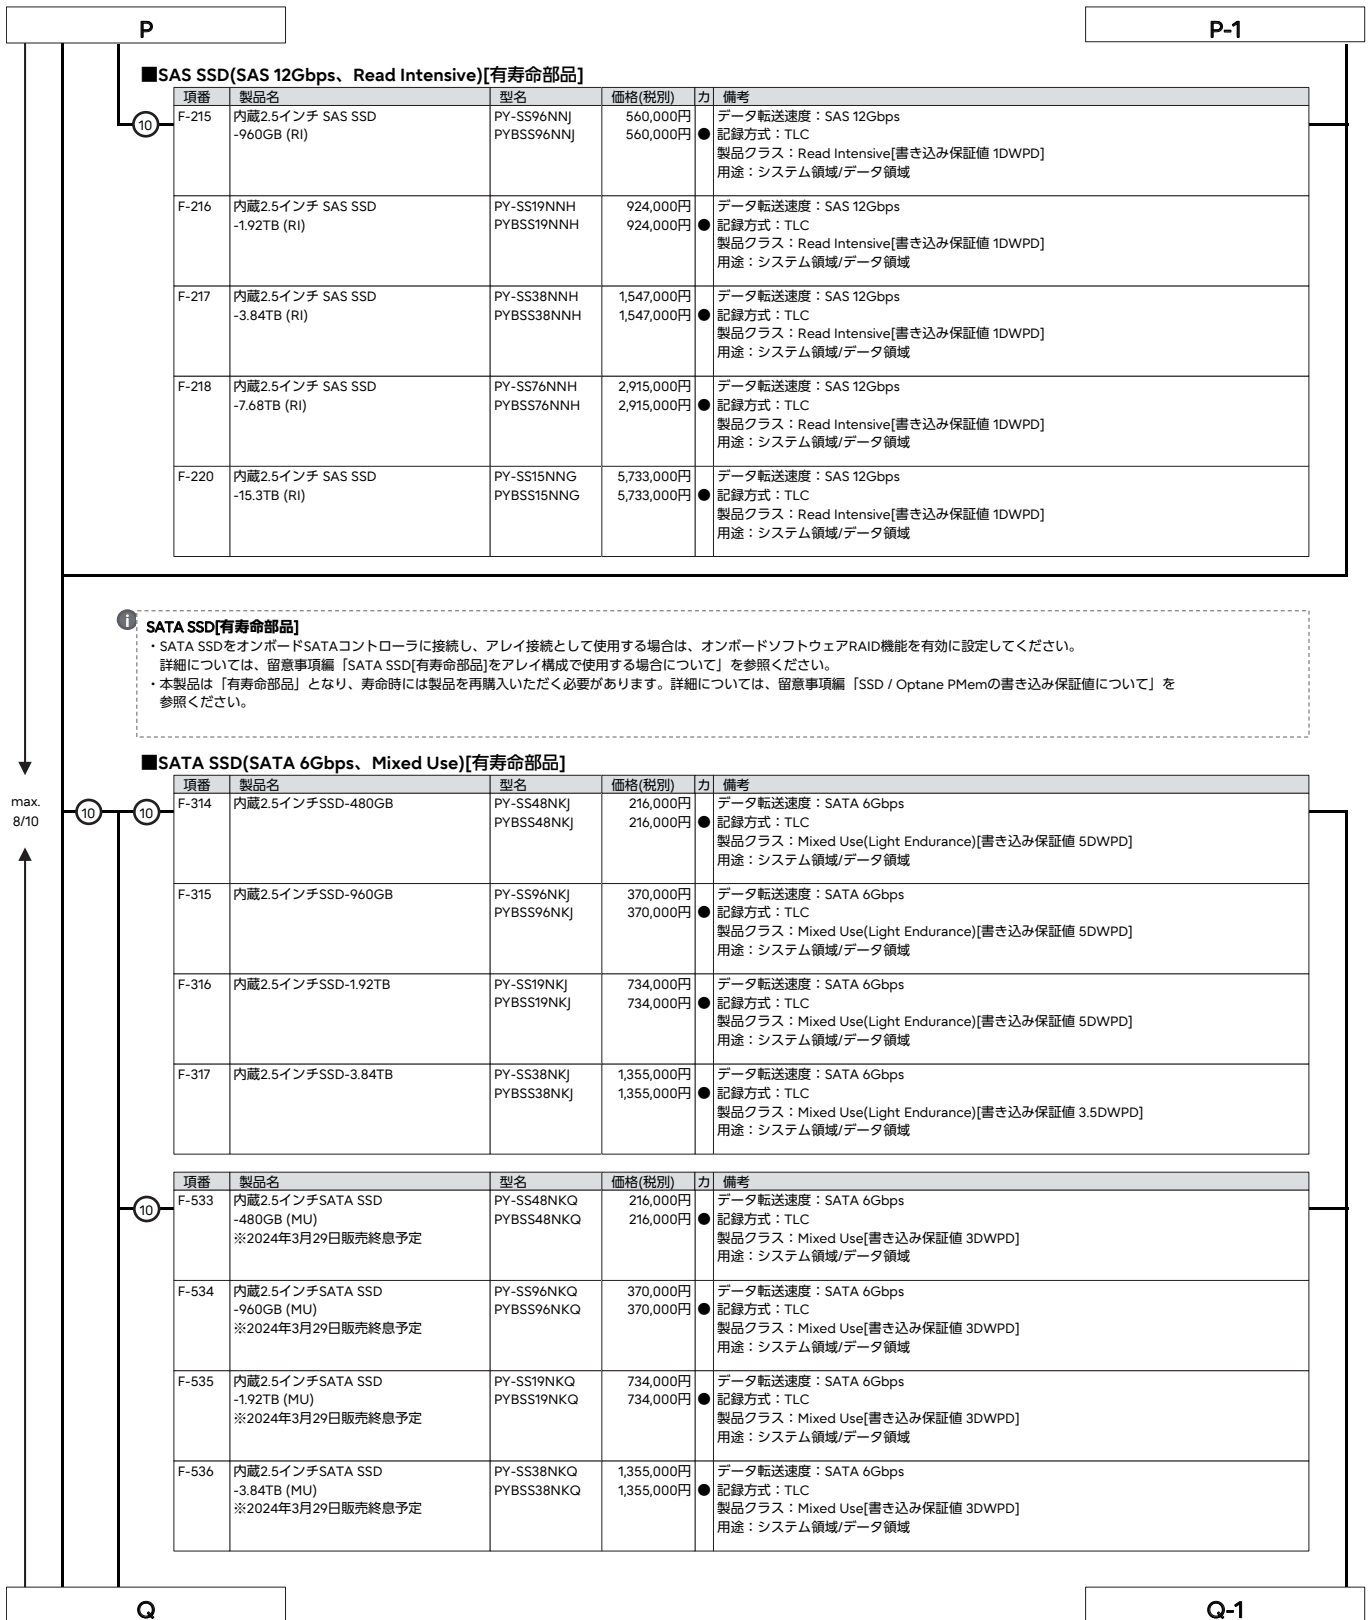 P
P-1
■SAS SSD(SAS 12Gbps、Read Intensive)[有寿命部品]
項番 製品名 型名 価格(税別) カ 備考
⑩
F-215 内蔵2.5インチ SAS SSD PY-SS96NNJ 560,000円 データ転送速度：SAS 12Gbps
-960GB (RI) PYBSS96NNJ 560,000円 ● 記録方式：TLC
製品クラス：Read Intensive[書き込み保証値 1DWPD]
用途：システム領域/データ領域
F-216 内蔵2.5インチ SAS SSD PY-SS19NNH 924,000円 データ転送速度：SAS 12Gbps
-1.92TB (RI) PYBSS19NNH 924,000円 ● 記録方式：TLC
製品クラス：Read Intensive[書き込み保証値 1DWPD]
用途：システム領域/データ領域
F-217 内蔵2.5インチ SAS SSD PY-SS38NNH 1,547,000円 データ転送速度：SAS 12Gbps
-3.84TB (RI) PYBSS38NNH 1,547,000円 ● 記録方式：TLC
製品クラス：Read Intensive[書き込み保証値 1DWPD]
用途：システム領域/データ領域
F-218 内蔵2.5インチ SAS SSD PY-SS76NNH 2,915,000円 データ転送速度：SAS 12Gbps
-7.68TB (RI) PYBSS76NNH 2,915,000円 ● 記録方式：TLC
製品クラス：Read Intensive[書き込み保証値 1DWPD]
用途：システム領域/データ領域
F-220 内蔵2.5インチ SAS SSD PY-SS15NNG 5,733,000円 データ転送速度：SAS 12Gbps
-15.3TB (RI) PYBSS15NNG 5,733,000円 ● 記録方式：TLC
製品クラス：Read Intensive[書き込み保証値 1DWPD]
用途：システム領域/データ領域
i
SATA SSD[有寿命部品]
・SATA SSDをオンボードSATAコントローラに接続し、アレイ接続として使用する場合は、オンボードソフトウェアRAID機能を有効に設定してください。
詳細については、留意事項編「SATA SSD[有寿命部品]をアレイ構成で使用する場合について」を参照ください。
・本製品は「有寿命部品」となり、寿命時には製品を再購入いただく必要があります。詳細については、留意事項編「SSD / Optane PMemの書き込み保証値について」を
参照ください。
■SATA SSD(SATA 6Gbps、Mixed Use)[有寿命部品]
項番 製品名 型名 価格(税別) カ 備考
max.
8/10
⑩ ⑩
F-314 内蔵2.5インチSSD-480GB PY-SS48NKJ 216,000円 データ転送速度：SATA 6Gbps
PYBSS48NKJ 216,000円 ● 記録方式：TLC
製品クラス：Mixed Use(Light Endurance)[書き込み保証値 5DWPD]
用途：システム領域/データ領域
F-315 内蔵2.5インチSSD-960GB PY-SS96NKJ 370,000円 データ転送速度：SATA 6Gbps
PYBSS96NKJ 370,000円 ● 記録方式：TLC
製品クラス：Mixed Use(Light Endurance)[書き込み保証値 5DWPD]
用途：システム領域/データ領域
F-316 内蔵2.5インチSSD-1.92TB PY-SS19NKJ 734,000円 データ転送速度：SATA 6Gbps
PYBSS19NKJ 734,000円 ● 記録方式：TLC
製品クラス：Mixed Use(Light Endurance)[書き込み保証値 5DWPD]
用途：システム領域/データ領域
F-317 内蔵2.5インチSSD-3.84TB PY-SS38NKJ 1,355,000円 データ転送速度：SATA 6Gbps
PYBSS38NKJ 1,355,000円 ● 記録方式：TLC
製品クラス：Mixed Use(Light Endurance)[書き込み保証値 3.5DWPD]
用途：システム領域/データ領域
項番 製品名 型名 価格(税別) カ 備考
⑩
F-533 内蔵2.5インチSATA SSD PY-SS48NKQ 216,000円 データ転送速度：SATA 6Gbps
-480GB (MU) PYBSS48NKQ 216,000円 ● 記録方式：TLC
※2024年3月29日販売終息予定 製品クラス：Mixed Use[書き込み保証値 3DWPD]
用途：システム領域/データ領域
F-534 内蔵2.5インチSATA SSD PY-SS96NKQ 370,000円 データ転送速度：SATA 6Gbps
-960GB (MU) PYBSS96NKQ 370,000円 ● 記録方式：TLC
※2024年3月29日販売終息予定 製品クラス：Mixed Use[書き込み保証値 3DWPD]
用途：システム領域/データ領域
F-535 内蔵2.5インチSATA SSD PY-SS19NKQ 734,000円 データ転送速度：SATA 6Gbps
-1.92TB (MU) PYBSS19NKQ 734,000円 ● 記録方式：TLC
※2024年3月29日販売終息予定 製品クラス：Mixed Use[書き込み保証値 3DWPD]
用途：システム領域/データ領域
F-536 内蔵2.5インチSATA SSD PY-SS38NKQ 1,355,000円 データ転送速度：SATA 6Gbps
-3.84TB (MU) PYBSS38NKQ 1,355,000円 ● 記録方式：TLC
※2024年3月29日販売終息予定 製品クラス：Mixed Use[書き込み保証値 3DWPD]
用途：システム領域/データ領域
Q
Q-1